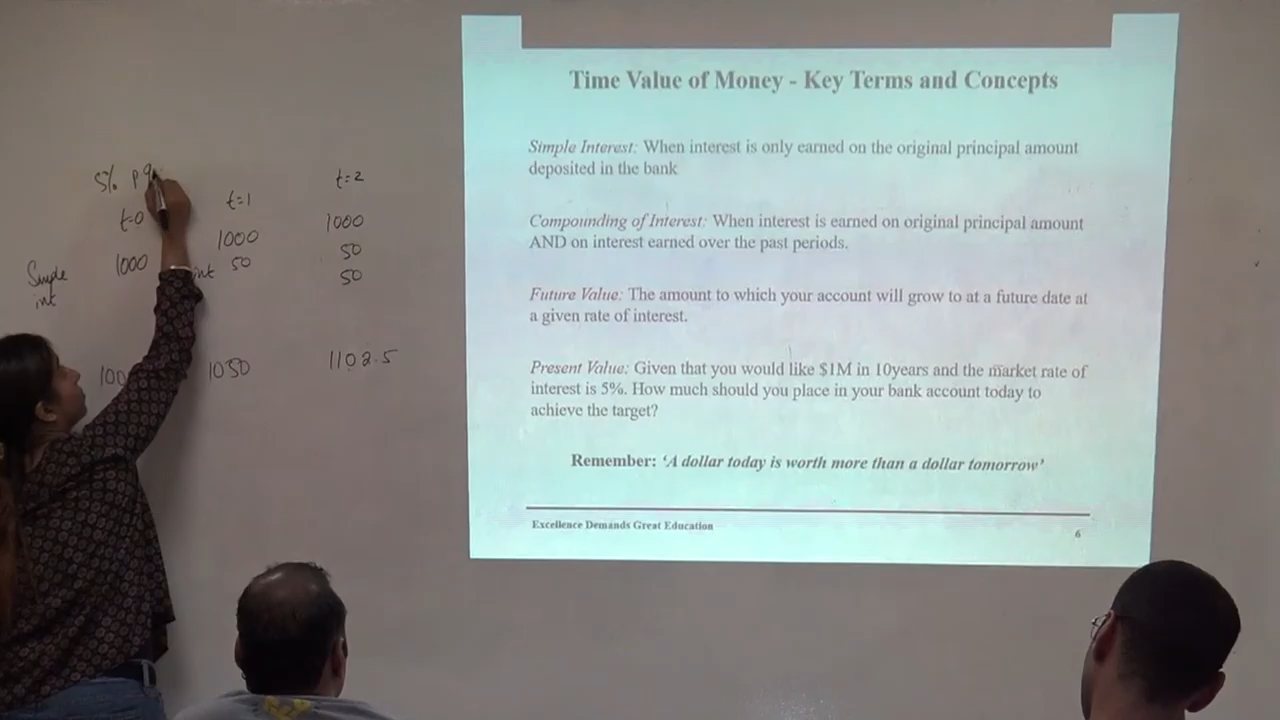 5% pa
t=0 t=1 t=2
1000 1000 1000
Simple int
int 50 50
50
1050 1102.5
Time Value of Money - Key Terms and Concepts
Simple Interest: When interest is only earned on the original principal amount
deposited in the bank
Compounding of Interest: When interest is earned on original principal amount
AND on interest earned over the past periods.
Future Value: The amount to which your account will grow to at a future date at
a given rate of interest.
Present Value: Given that you would like $1M in 10years and the market rate of
interest is 5%. How much should you place in your bank account today to
achieve the target?
Remember: ‘A dollar today is worth more than a dollar tomorrow’
Excellence Demands Great Education
6